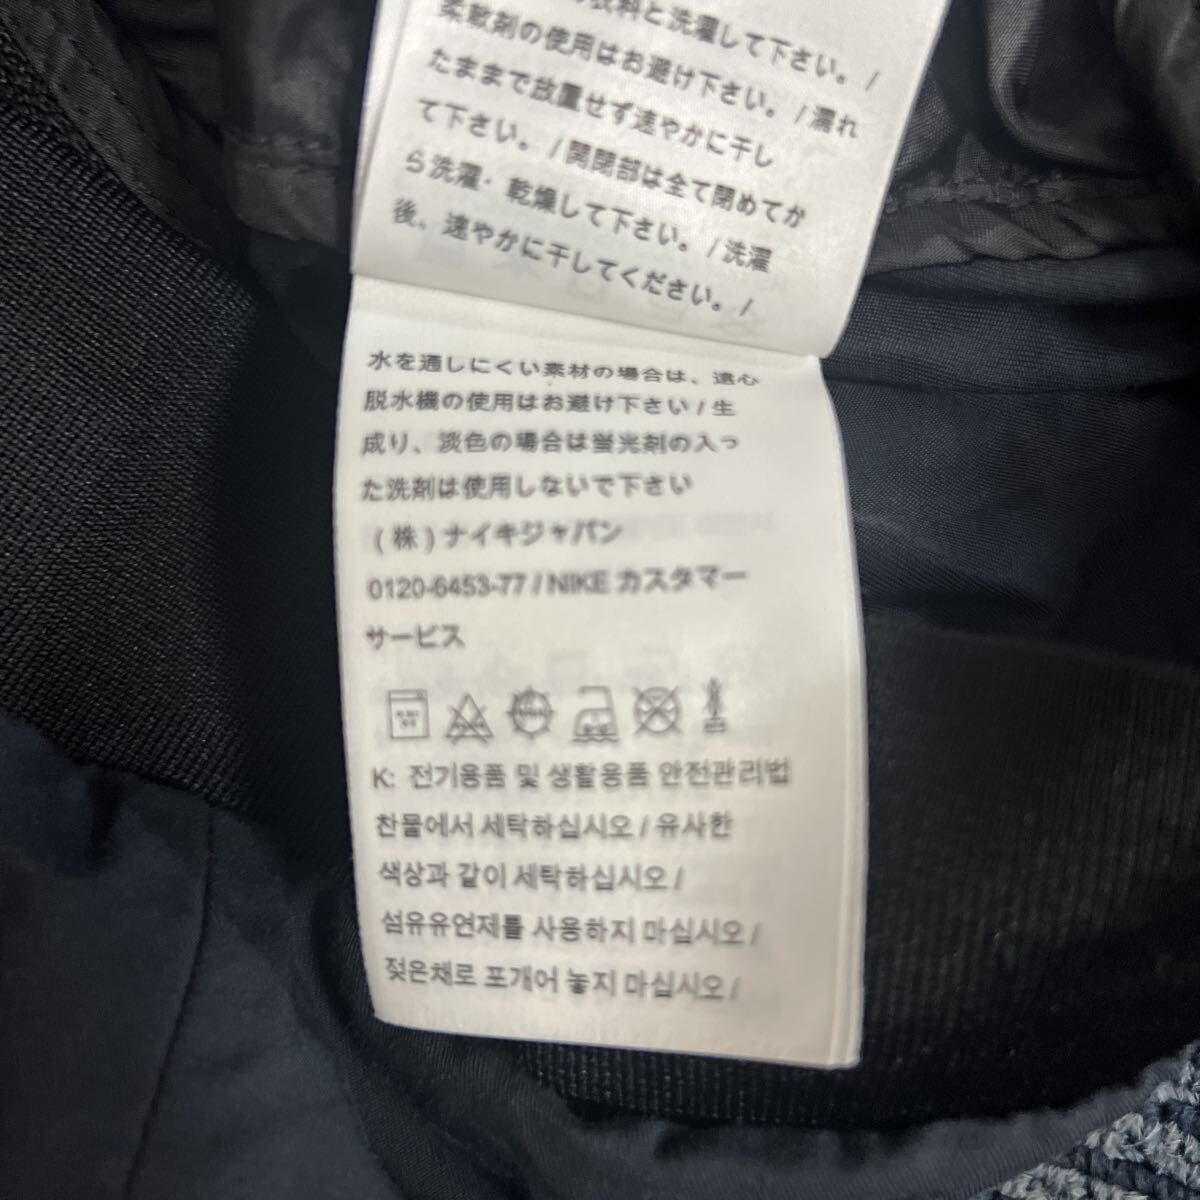 衣料と洗濯して下さい。/
柔軟剤の使用はお避け下さい。/濡れ
たままで放置せず速やかに干し
て下さい。/開閉部は全て閉めてか
ら洗濯・乾燥して下さい。/洗濯
後、速やかに干してください。/
水を通しにくい素材の場合は、遠心
脱水機の使用はお避け下さい/生
成り、淡色の場合は蛍光剤の入っ
た洗剤は使用しないで下さい
(株)ナイキジャパン
0120-6453-77/NIKE カスタマー
サービス
K: 전기용품 및 생활용품 안전관리법
찬물에서 세탁하십시오/유사한
색상과 같이 세탁하십시오/
섬유유연제를 사용하지 마십시오/
젖은채로 포개어 놓지 마십시오/